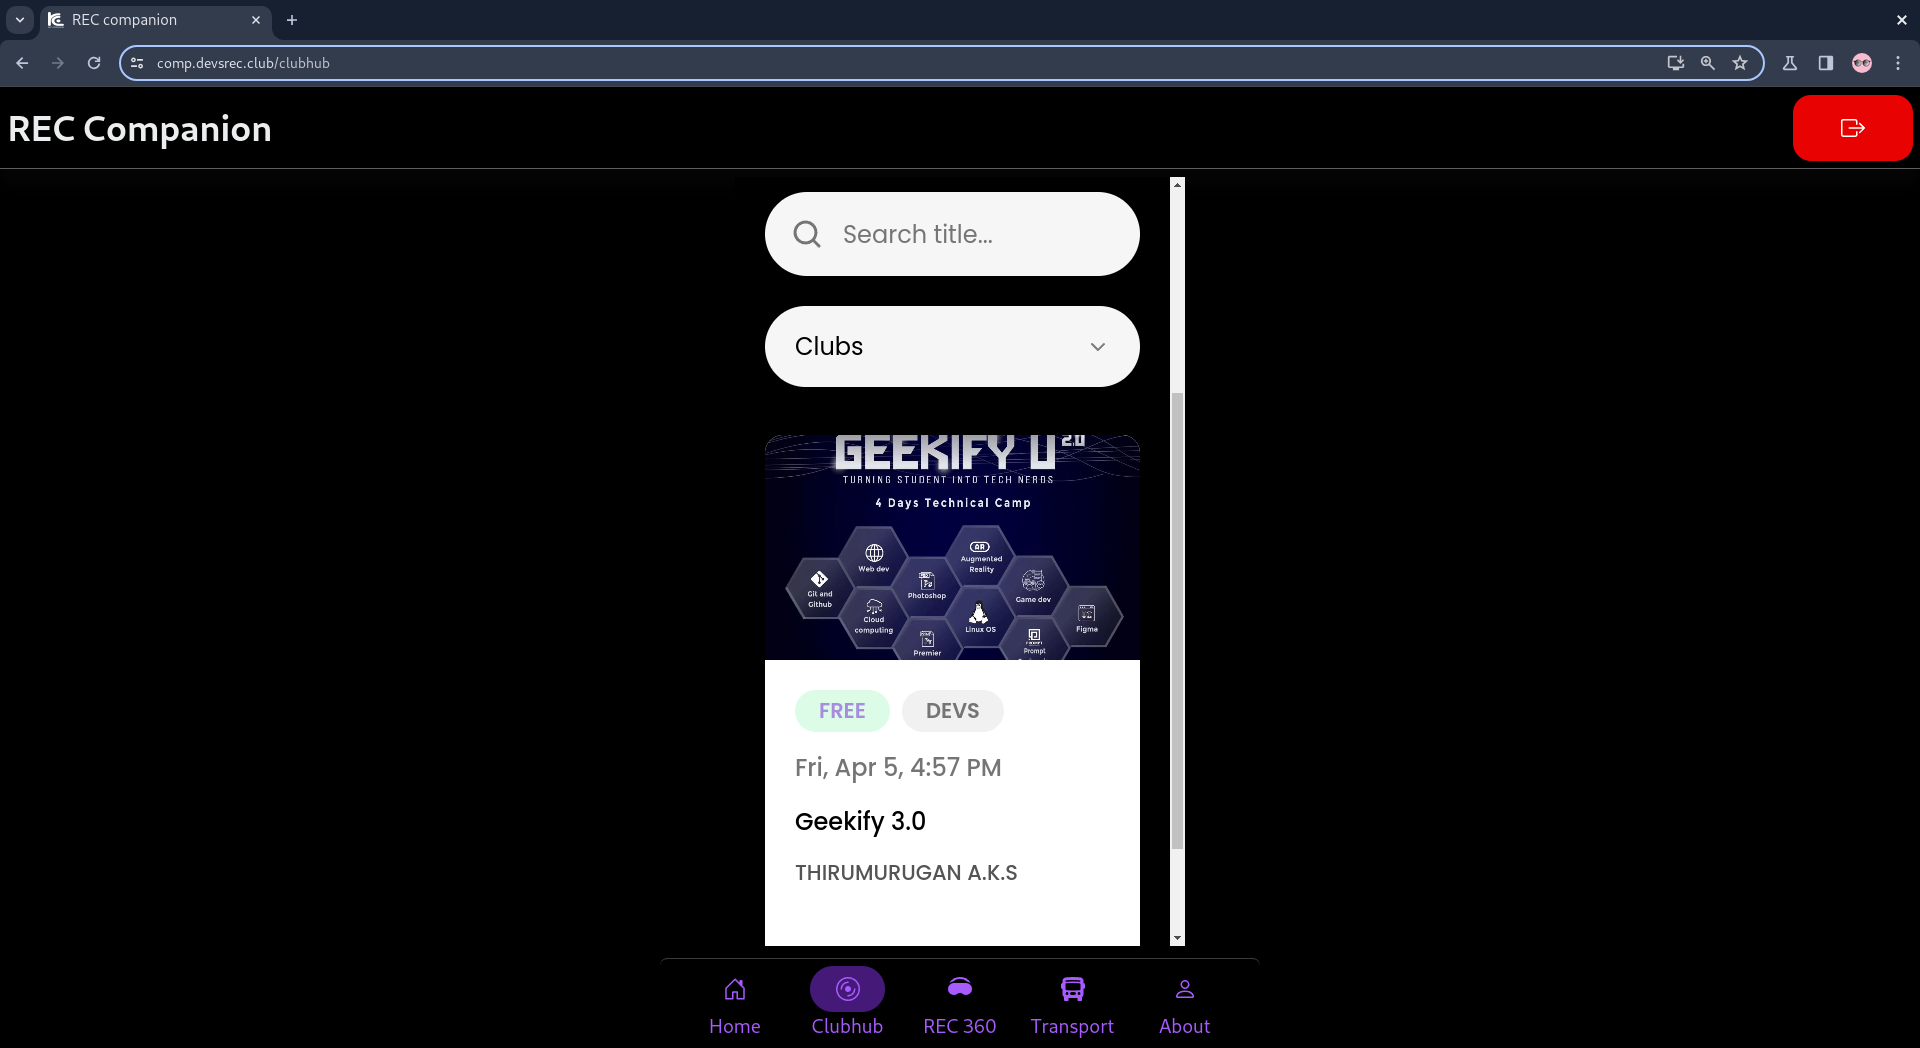 REC companion
comp.devsrec.club/clubhub
REC Companion
Search title...
Clubs
GEEKIFY U 2.0
TURNING STUDENT INTO TECH NERDS
4 Days Technical Camp
AR
Augmented
Reality
Web dev
Git and
Github
Photoshop
Game dev
Cloud
computing
Linux OS
Figma
Premier
Prompt
FREE
DEVS
Fri, Apr 5, 4:57 PM
Geekify 3.0
THIRUMURUGAN A.K.S
Home
Clubhub
REC 360
Transport
About